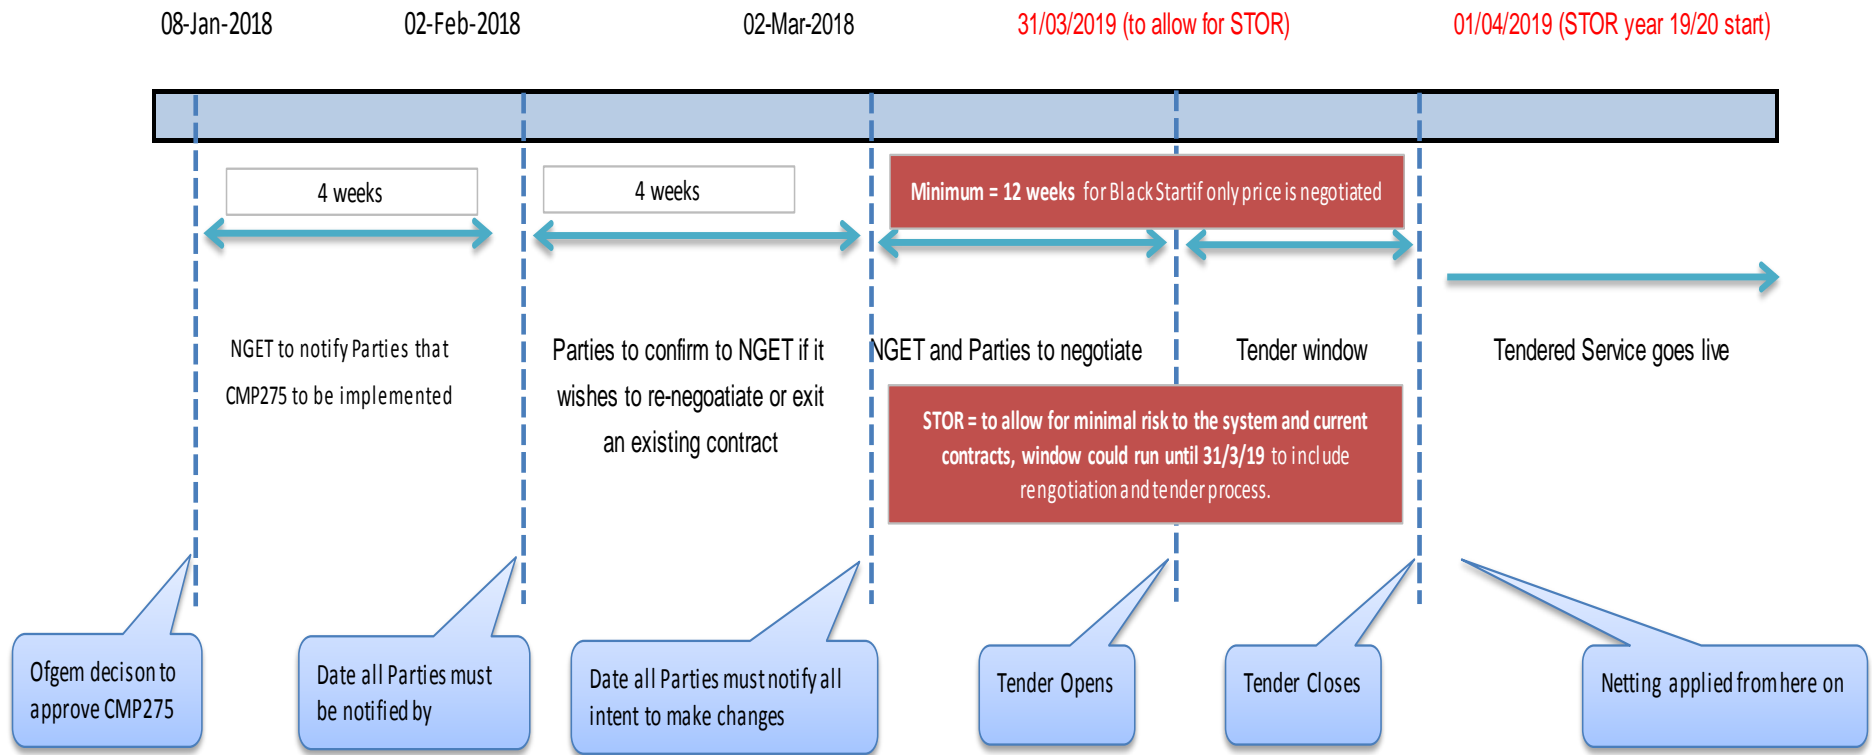 08-Jan-2018
02-Feb-2018
02-Mar-2018
31/03/2019 (to allow for STOR)
01/04/2019 (STOR year 19/20 start)
4 weeks
4 weeks
Minimum = 12 weeks for Black Startif only price is negotiated
NGET to notify Parties that
CMP275 to be implemented
Parties to confirm to NGET if it
wishes to re-negoatiate or exit
an existing contract
NGET and Parties to negotiate
Tender window
Tendered Service goes live
STOR = to allow for minimal risk to the system and current
contracts, window could run until 31/3/19 to include
rengotiation and tender process.
Ofgem decison to
approve CMP275
Date all Parties must
be notified by
Date all Parties must notify all
intent to make changes
Tender Opens
Tender Closes
Netting applied from here on